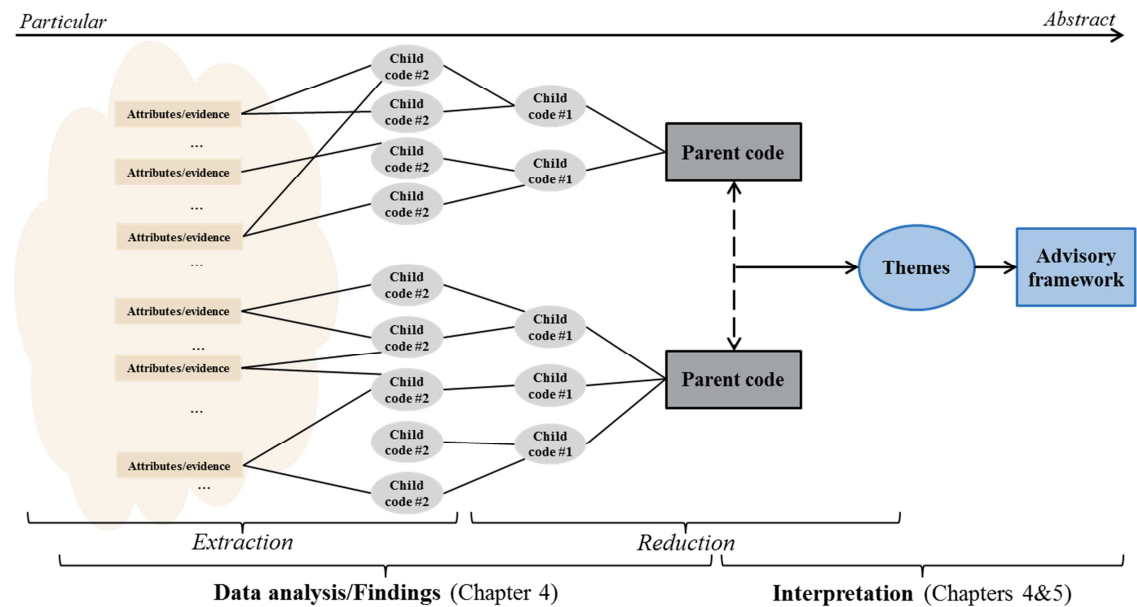 Particular
Abstract
Child
code #2
Attributes/evidence
Child
code #2
Child
code #1
...
Child
code #2
Parent code
Attributes/evidence
Child
code #1
...
Child
code #2
Attributes/evidence
...
Child
code #2
Themes
Advisory
framework
Attributes/evidence
Child
code #2
Child
code #1
...
Attributes/evidence
Child
code #2
Child
code #1
Parent code
...
Child
code #2
Child
code #1
Attributes/evidence
...
Child
code #2
Extraction
Reduction
Data analysis/Findings (Chapter 4)
Interpretation (Chapters 4&5)